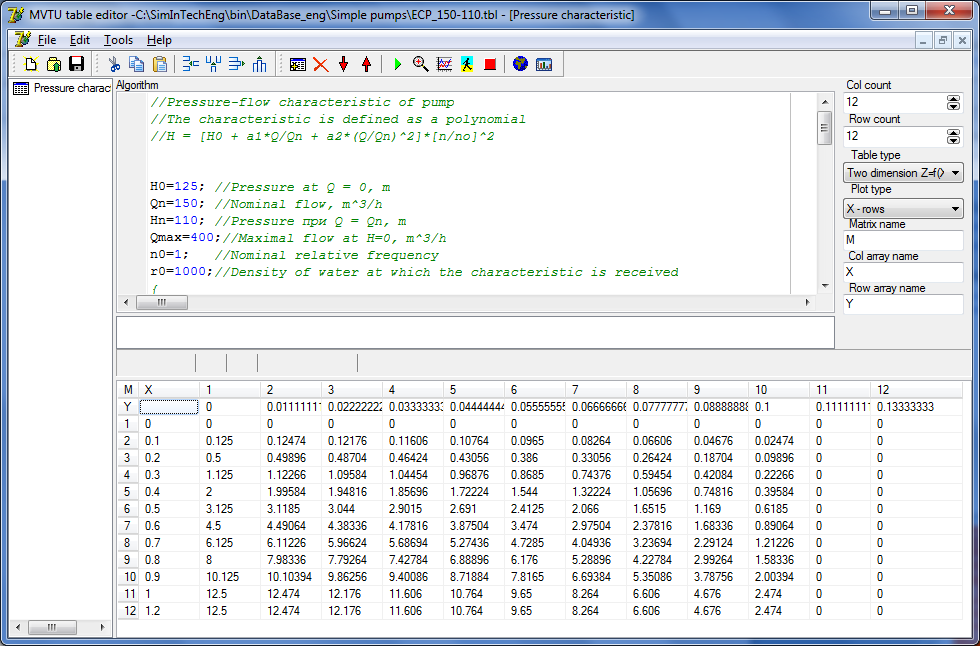 MVTU table editor -C:\SimInTechEng\bin\DataBase_eng\Simple pumps\ECP_150-110.tbl - [Pressure characteristic]
File Edit Tools Help
Pressure charac
Algorithm
//Pressure-flow characteristic of pump
//The characteristic is defined as a polynomial
//H = [H0 + a1*Q/Qn + a2*(Q/Qn)^2]*[n/no]^2
H0=125; //Pressure at Q = 0, m
Qn=150; //Nominal flow, m^3/h
Hn=110; //Pressure при Q = Qn, m
Qmax=400;//Maximal flow at H=0, m^3/h
n0=1; //Nominal relative frequency
r0=1000;//Density of water at which the characteristic is received
{
Col count
12
Row count
12
Table type
Two dimension Z=f(X
Plot type
X - rows
Matrix name
M
Col array name
X
Row array name
Y
M X 1 2 3 4 5 6 7 8 9 10 11 12
Y 0 0.01111111 0.02222222 0.03333333 0.04444444 0.05555555 0.06666666 0.07777777 0.08888888 0.1 0.11111111 0.13333333
1 0 0 0 0 0 0 0 0 0 0 0 0 0
2 0.1 0.125 0.12474 0.12176 0.11606 0.10764 0.0965 0.08264 0.06606 0.04676 0.02474 0 0
3 0.2 0.5 0.49896 0.48704 0.46424 0.43056 0.386 0.33056 0.26424 0.18704 0.09896 0 0
4 0.3 1.125 1.12266 1.09584 1.04454 0.96876 0.8685 0.74376 0.59454 0.42084 0.22266 0 0
5 0.4 2 1.99584 1.94816 1.85696 1.72224 1.544 1.32224 1.05696 0.74816 0.39584 0 0
6 0.5 3.125 3.1185 3.044 2.9015 2.691 2.4125 2.066 1.6515 1.169 0.6185 0 0
7 0.6 4.5 4.49064 4.38336 4.17816 3.87504 3.474 2.97504 2.37816 1.68336 0.89064 0 0
8 0.7 6.125 6.11226 5.96624 5.68694 5.27436 4.7285 4.04936 3.23694 2.29124 1.21226 0 0
9 0.8 8 7.98336 7.79264 7.42784 6.88896 6.176 5.28896 4.22784 2.99264 1.58336 0 0
10 0.9 10.125 10.10394 9.86256 9.40086 8.71884 7.8165 6.69384 5.35086 3.78756 2.00394 0 0
11 1 12.5 12.474 12.176 11.606 10.764 9.65 8.264 6.606 4.676 2.474 0 0
12 1.2 12.5 12.474 12.176 11.606 10.764 9.65 8.264 6.606 4.676 2.474 0 0